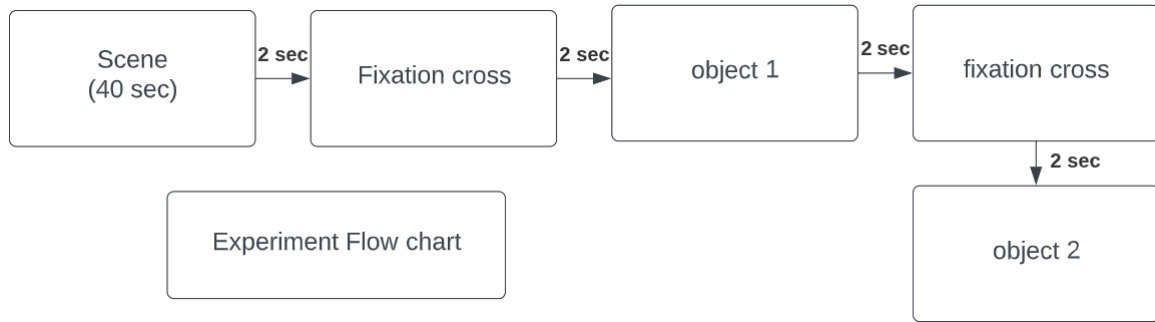 Scene
(40 sec)
2 sec
Fixation cross
2 sec
object 1
2 sec
fixation cross
2 sec
object 2
Experiment Flow chart